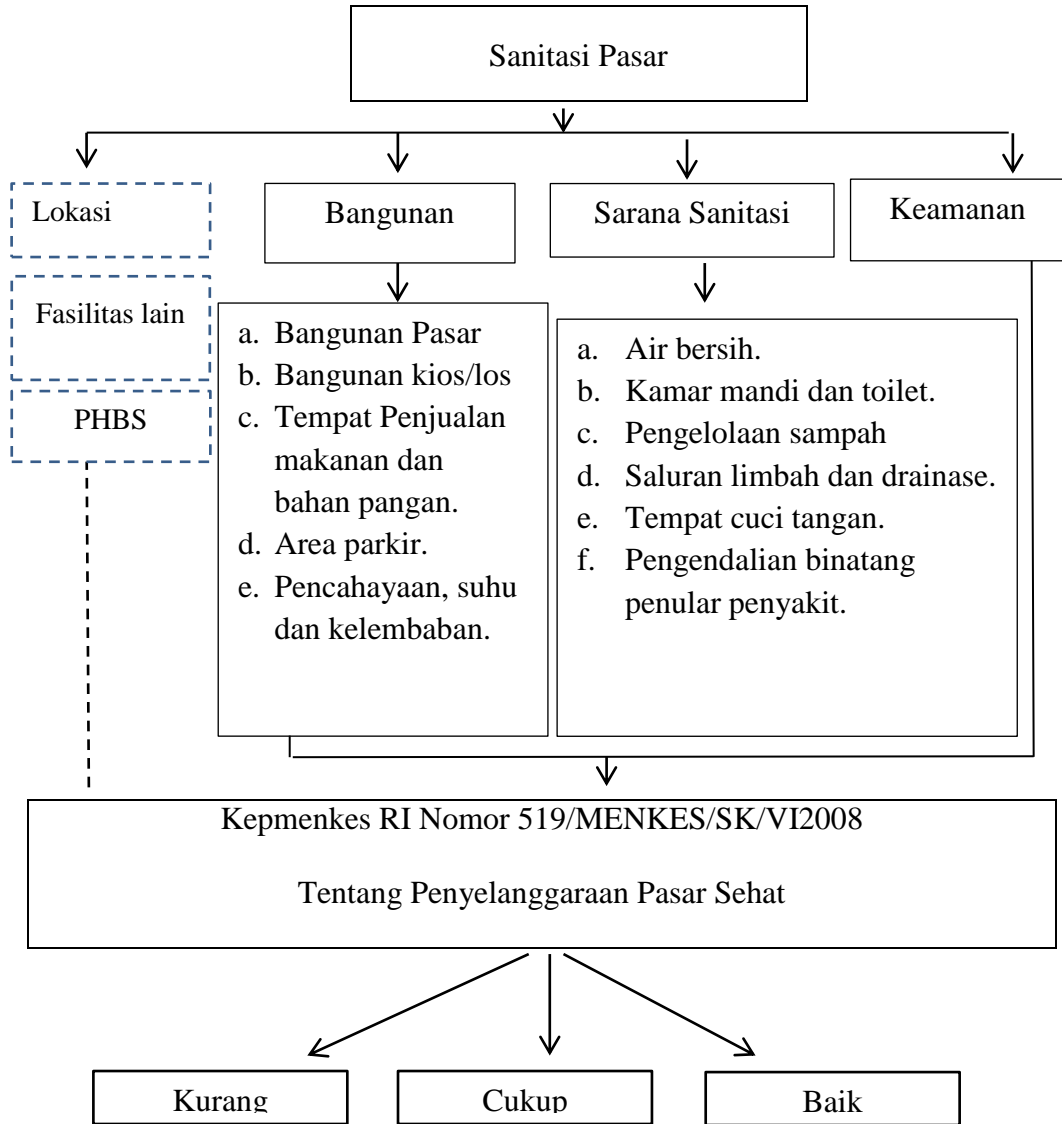 Sanitasi Pasar
Lokasi
Bangunan
Sarana Sanitasi
Keamanan
Fasilitas lain
PHBS
a. Bangunan Pasar
b. Bangunan kios/los
c. Tempat Penjualan
makanan dan
bahan pangan.
d. Area parkir.
e. Pencahayaan, suhu
dan kelembaban.
a. Air bersih.
b. Kamar mandi dan toilet.
c. Pengelolaan sampah
d. Saluran limbah dan drainase.
e. Tempat cuci tangan.
f. Pengendalian binatang
penular penyakit.
Kepmenkes RI Nomor 519/MENKES/SK/VI2008
Tentang Penyelanggaraan Pasar Sehat
Kurang
Cukup
Baik